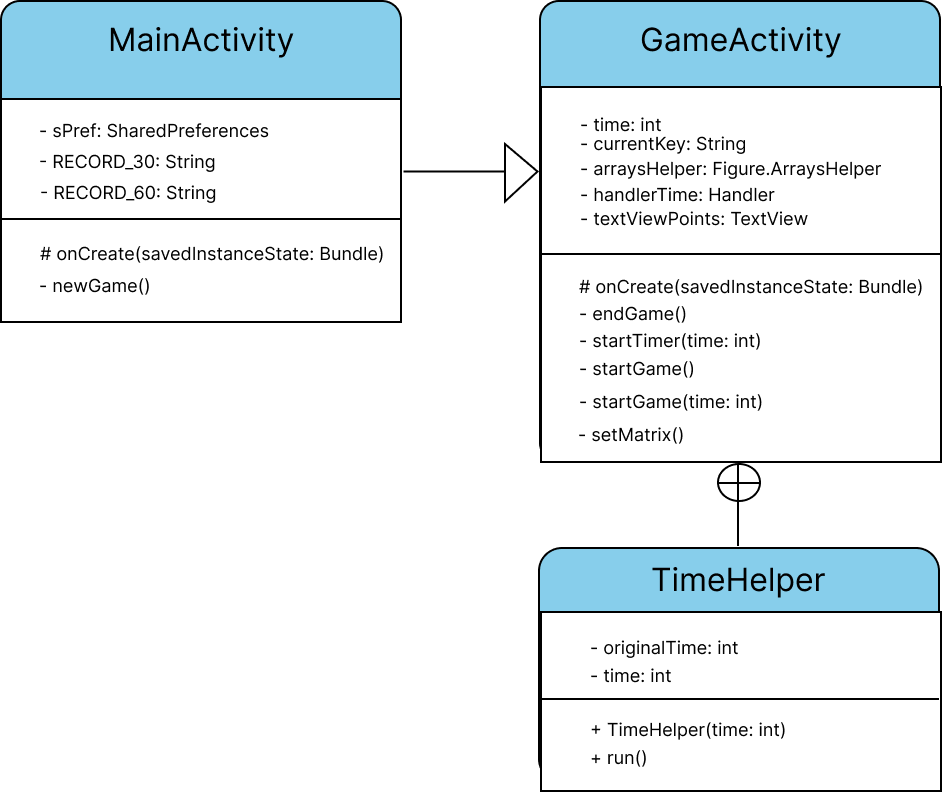 MainActivity
- sPref: SharedPreferences
- RECORD_30: String
- RECORD_60: String
# onCreate(savedInstanceState: Bundle)
- newGame()
GameActivity
- time: int
- currentKey: String
- arraysHelper: Figure.ArraysHelper
- handlerTime: Handler
- textViewPoints: TextView
# onCreate(savedInstanceState: Bundle)
- endGame()
- startTimer(time: int)
- startGame()
- startGame(time: int)
- setMatrix()
TimeHelper
- originalTime: int
- time: int
+ TimeHelper(time: int)
+ run()